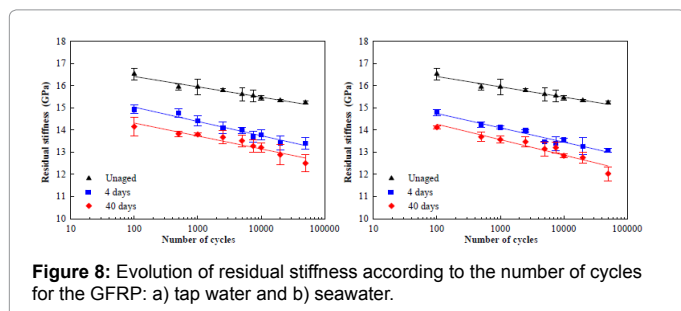 18
17
16
15
14
13
12
11
10
Residual stiffness (GPa)
Unaged
4 days
40 days
10 100 1000 10000 100000
Number of cycles
18
17
16
15
14
13
12
11
10
Residual stiffness (GPa)
Unaged
4 days
40 days
10 100 1000 10000 100000
Number of cycles
Figure 8: Evolution of residual stiffness according to the number of cycles
for the GFRP: a) tap water and b) seawater.